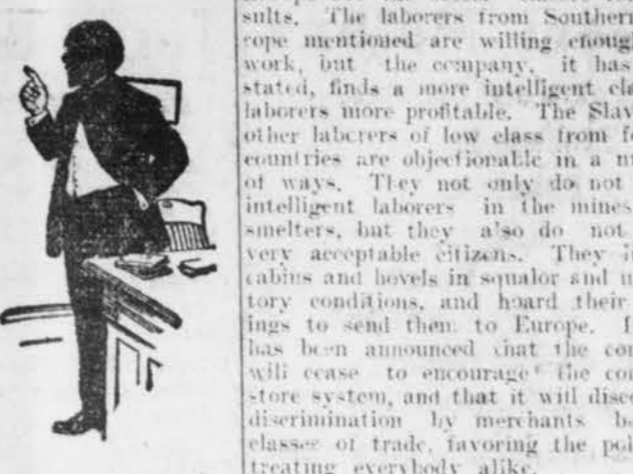 sults. The laborers from Southern
rope mentioned are willing enough
work, but the company, it has
stated, finds a more intelligent cla
laborers more profitable. The Slav
other laborers of low class from fo
countries are objectionable in a nu
of ways. They not only do not
intelligent laborers in the mines
smelters, but they also do not
very acceptable citizens. They i
cabins and hovels in squalor and u
tory conditions, and hoard their
ings to send them to Europe. I
has been announced that the co
will cease to encourage the co
store system, and that it will disco
discrimination by merchants b
classes of trade, favoring the pol
treating everybody alike.